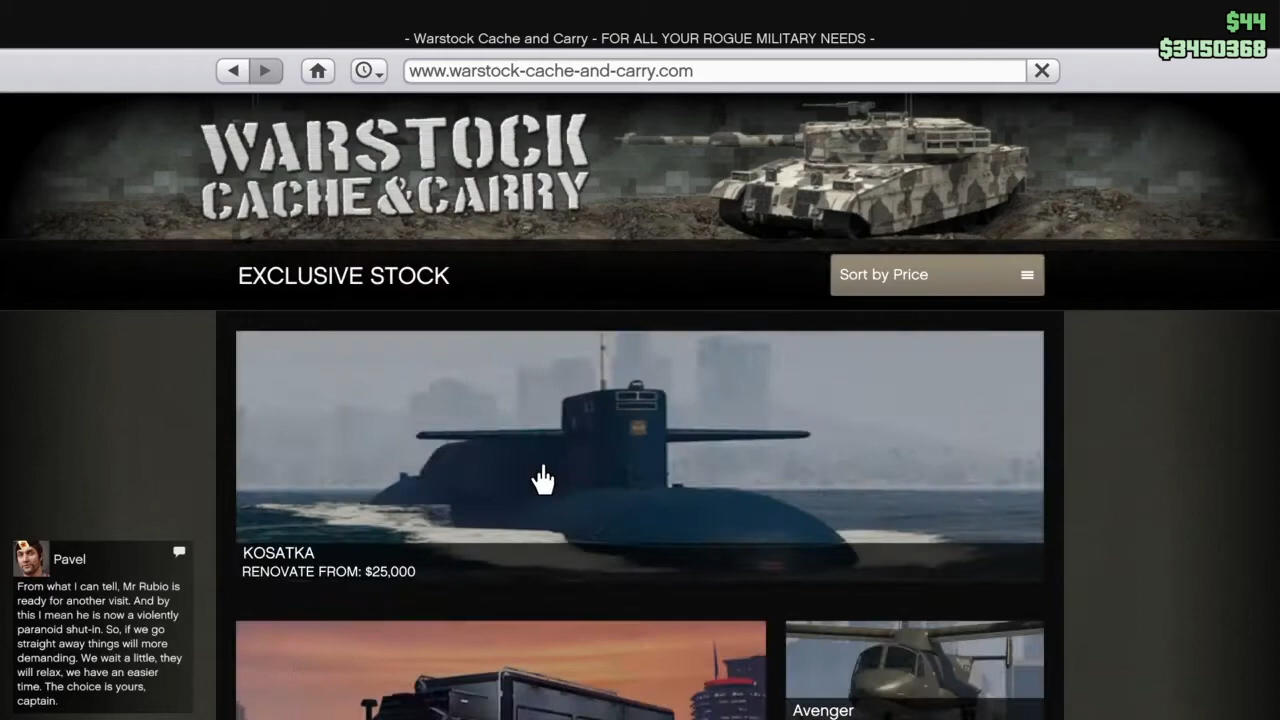 $44
$3450368
- Warstock Cache and Carry - FOR ALL YOUR ROGUE MILITARY NEEDS -
www.warstock-cache-and-carry.com
WARSTOCK
CACHE&CARRY
EXCLUSIVE STOCK
Sort by Price
KOSATKA
RENOVATE FROM: $25,000
Pavel
From what I can tell, Mr Rubio is
ready for another visit. And by
this I mean he is now a violently
paranoid shut-in. So, if we go
straight away things will more
demanding. We wait a little, they
will relax, we have an easier
time. The choice is yours,
captain.
Avenger